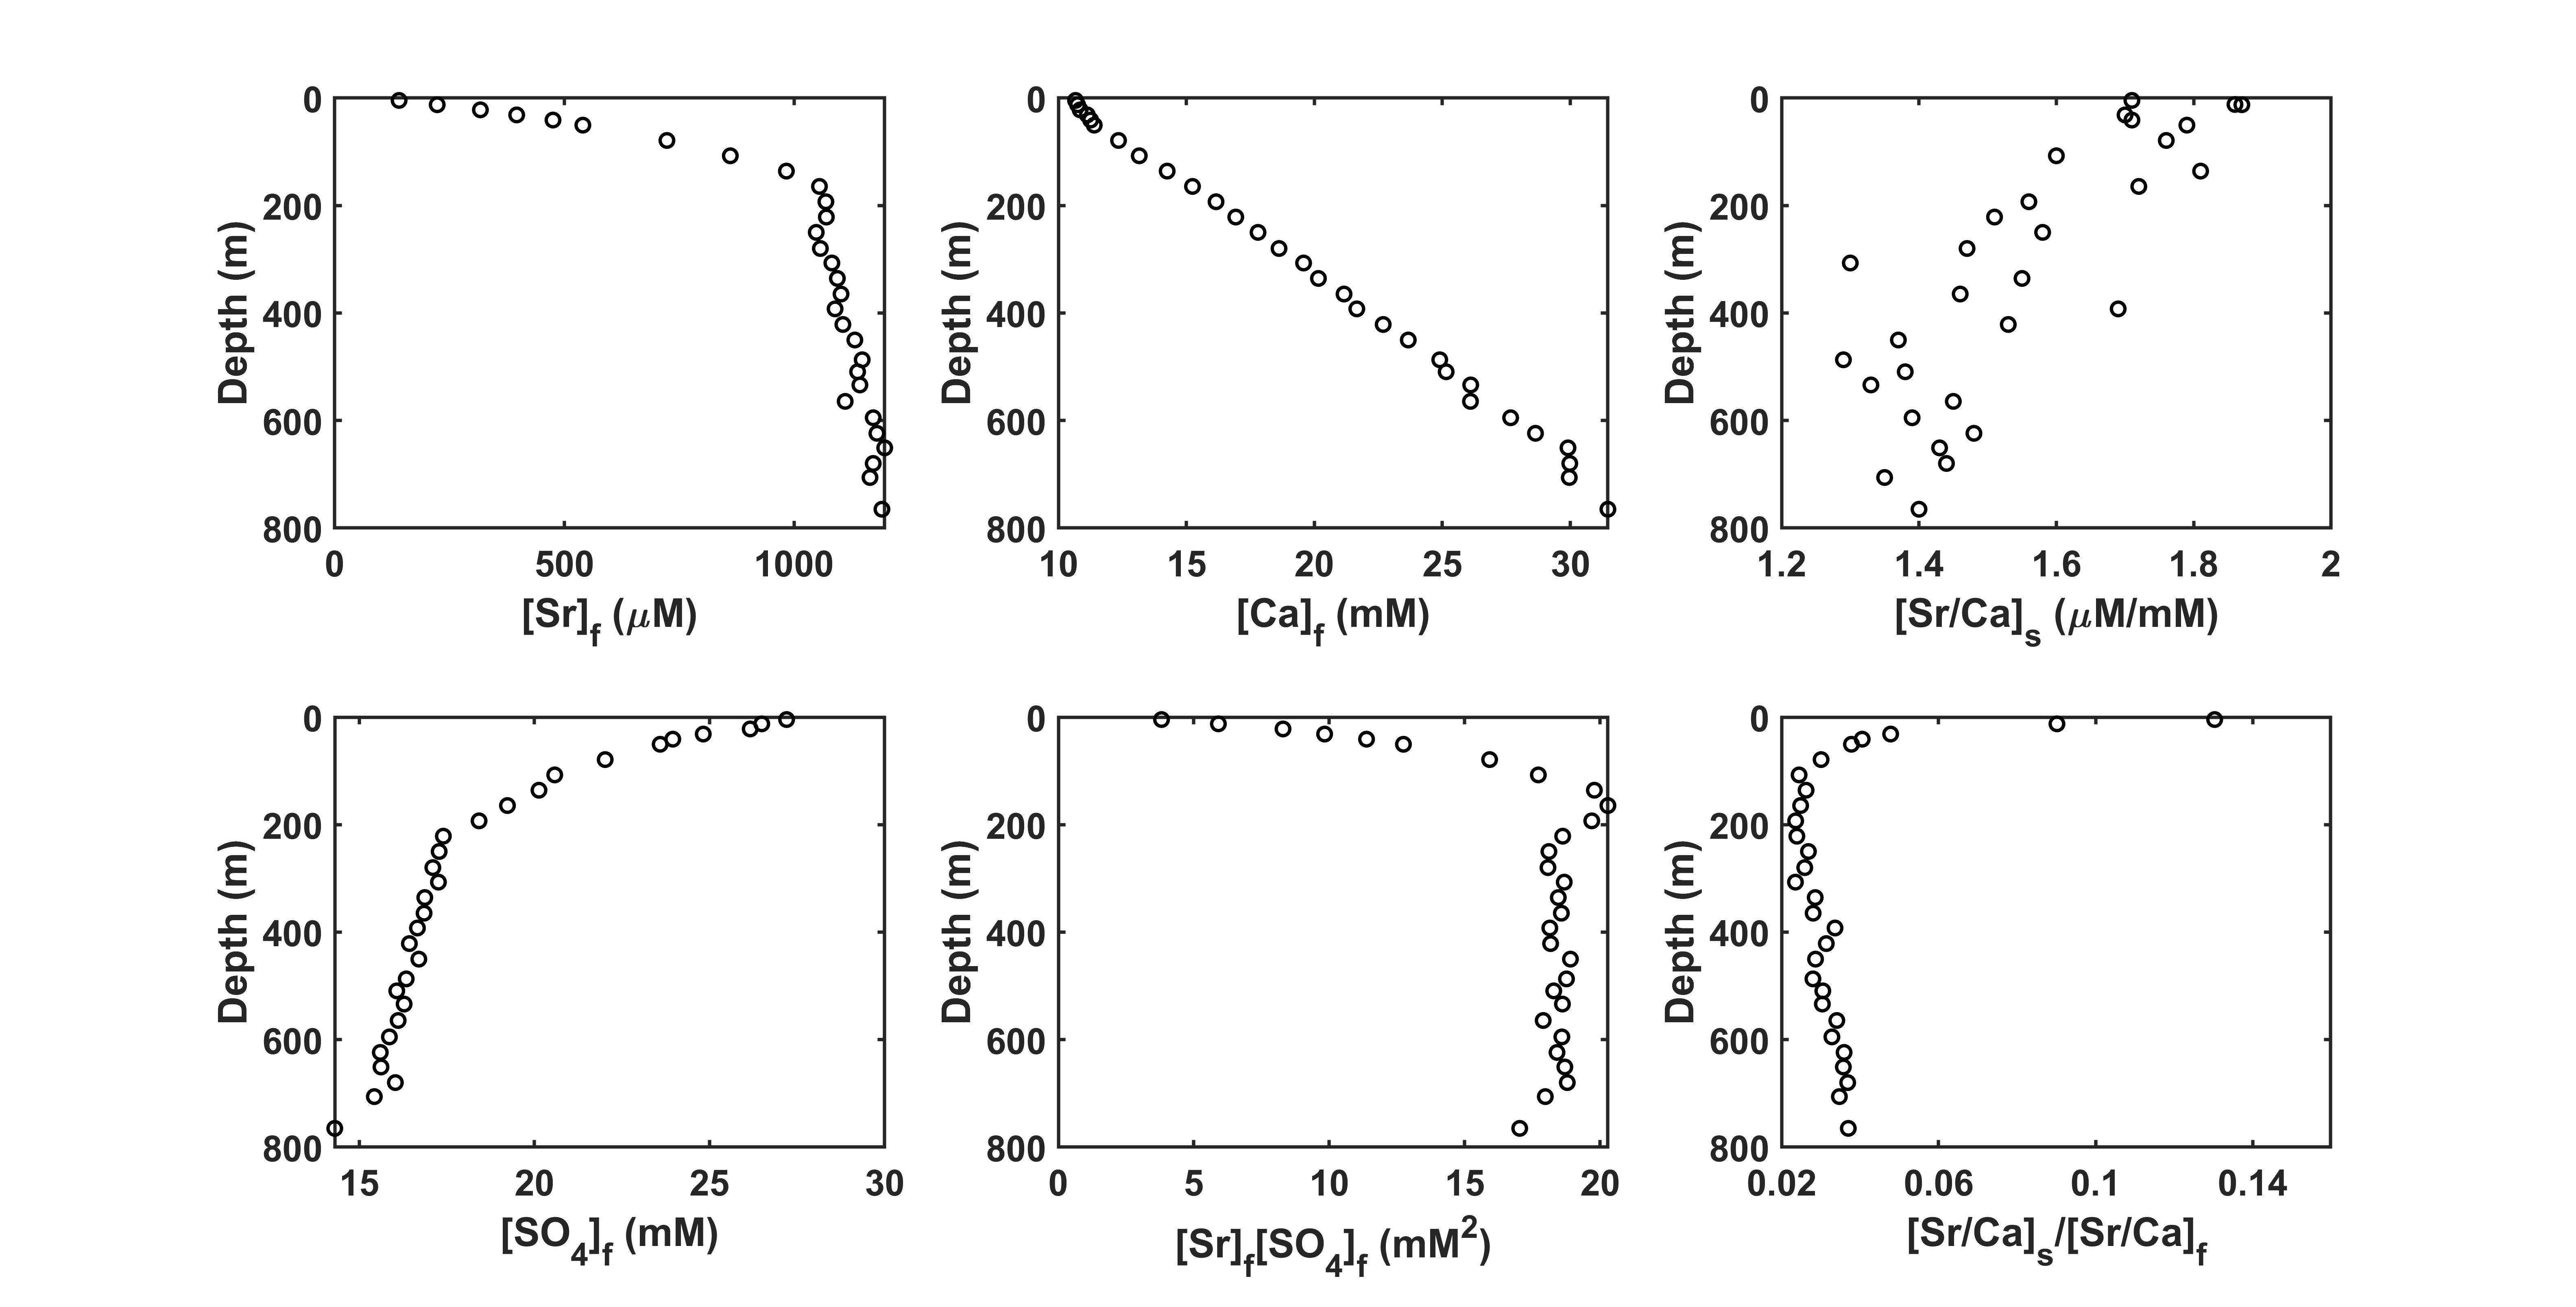 0
200
400
600
800
Depth (m)
0 500 1000
[Sr]f (μM)
0
200
400
600
800
Depth (m)
10 15 20 25 30
[Ca]f (mM)
0
200
400
600
800
Depth (m)
1.2 1.4 1.6 1.8 2
[Sr/Ca]s (μM/mM)
0
200
400
600
800
Depth (m)
15 20 25 30
[SO4]f (mM)
0
200
400
600
800
Depth (m)
0 5 10 15 20
[Sr]f[SO4]f (mM2)
0
200
400
600
800
Depth (m)
0.02 0.06 0.1 0.14
[Sr/Ca]s/[Sr/Ca]f